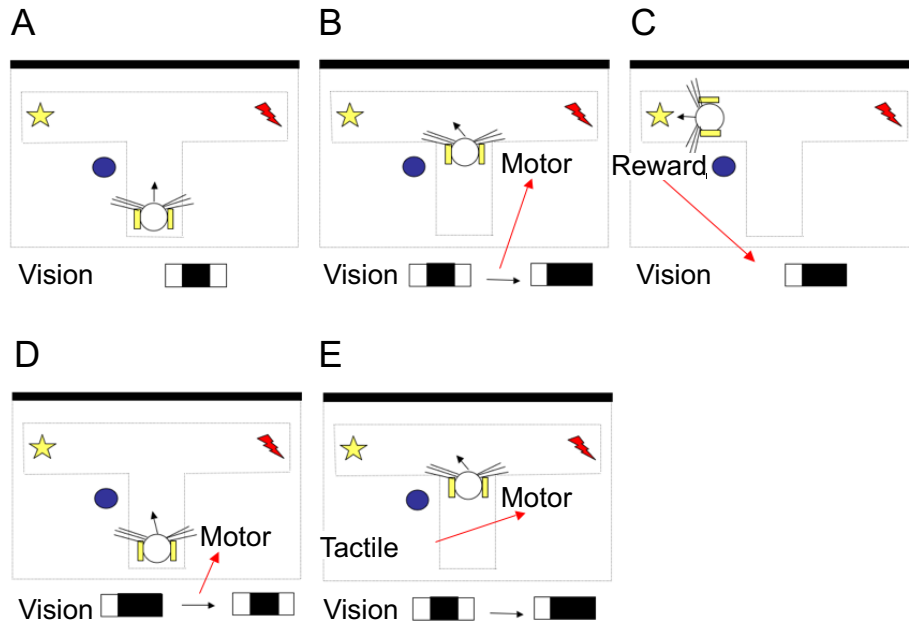 A
B
C
Motor
Reward
Vision
Vision
Vision
D
E
Motor
Motor
Tactile
Vision
Vision